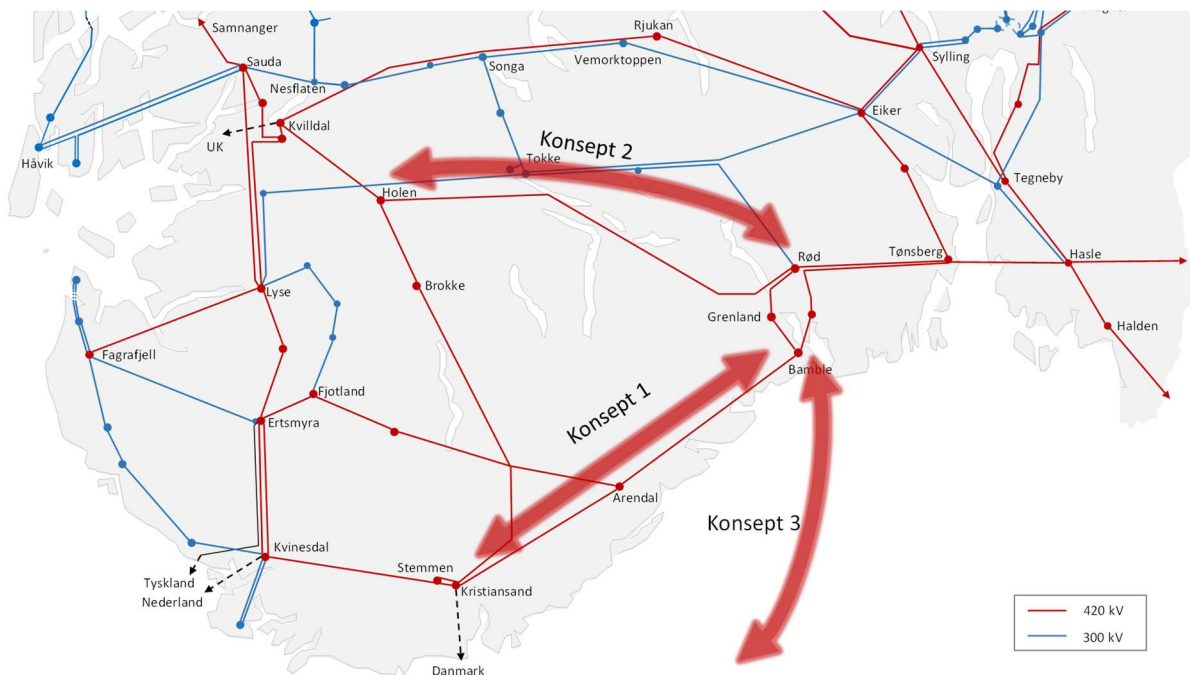 Samnanger
Rjukan
Sauda
Songa
Vemorktoppen
Sylling
Nesflaten
Eiker
Kvilldal
UK
Håvik
Konsept 2
Tokke
Tegneby
Holen
Rød
Tønsberg
Hasle
Lyse
Brokke
Grenland
Halden
Fagrafjell
Bamble
Fjotland
Konsept 1
Ertsmyra
Arendal
Konsept 3
Kvinesdal
Stemmen
Tyskland
Nederland
Kristiansand
Danmark
420 kV
300 kV